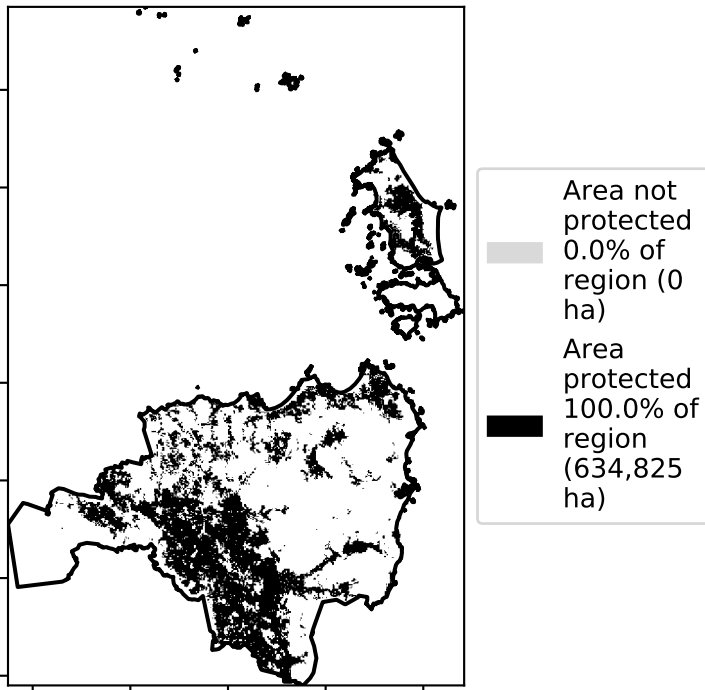 Area not
protected
0.0% of
region (0
ha)
Area
protected
100.0% of
region
(634,825
ha)